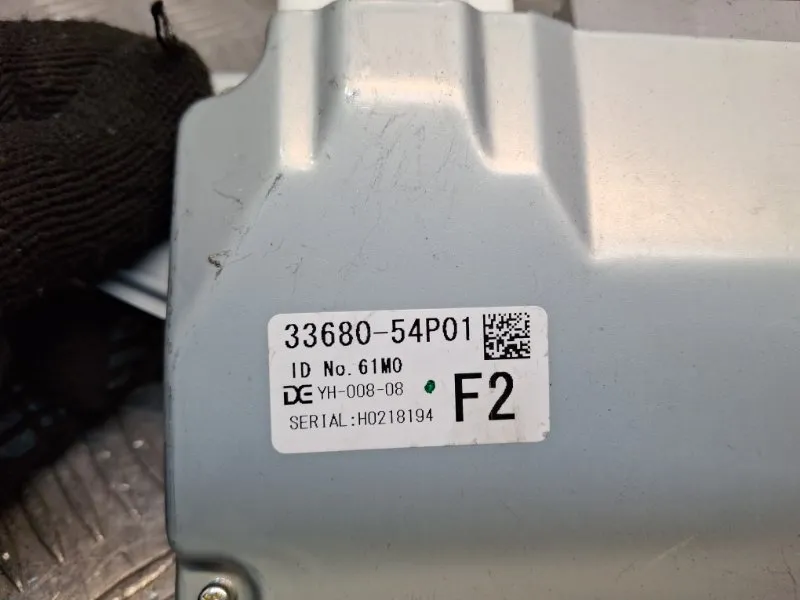 33680-54P01
ID No. 61M0
DE YH-008-08
F2
SERIAL:H0218194